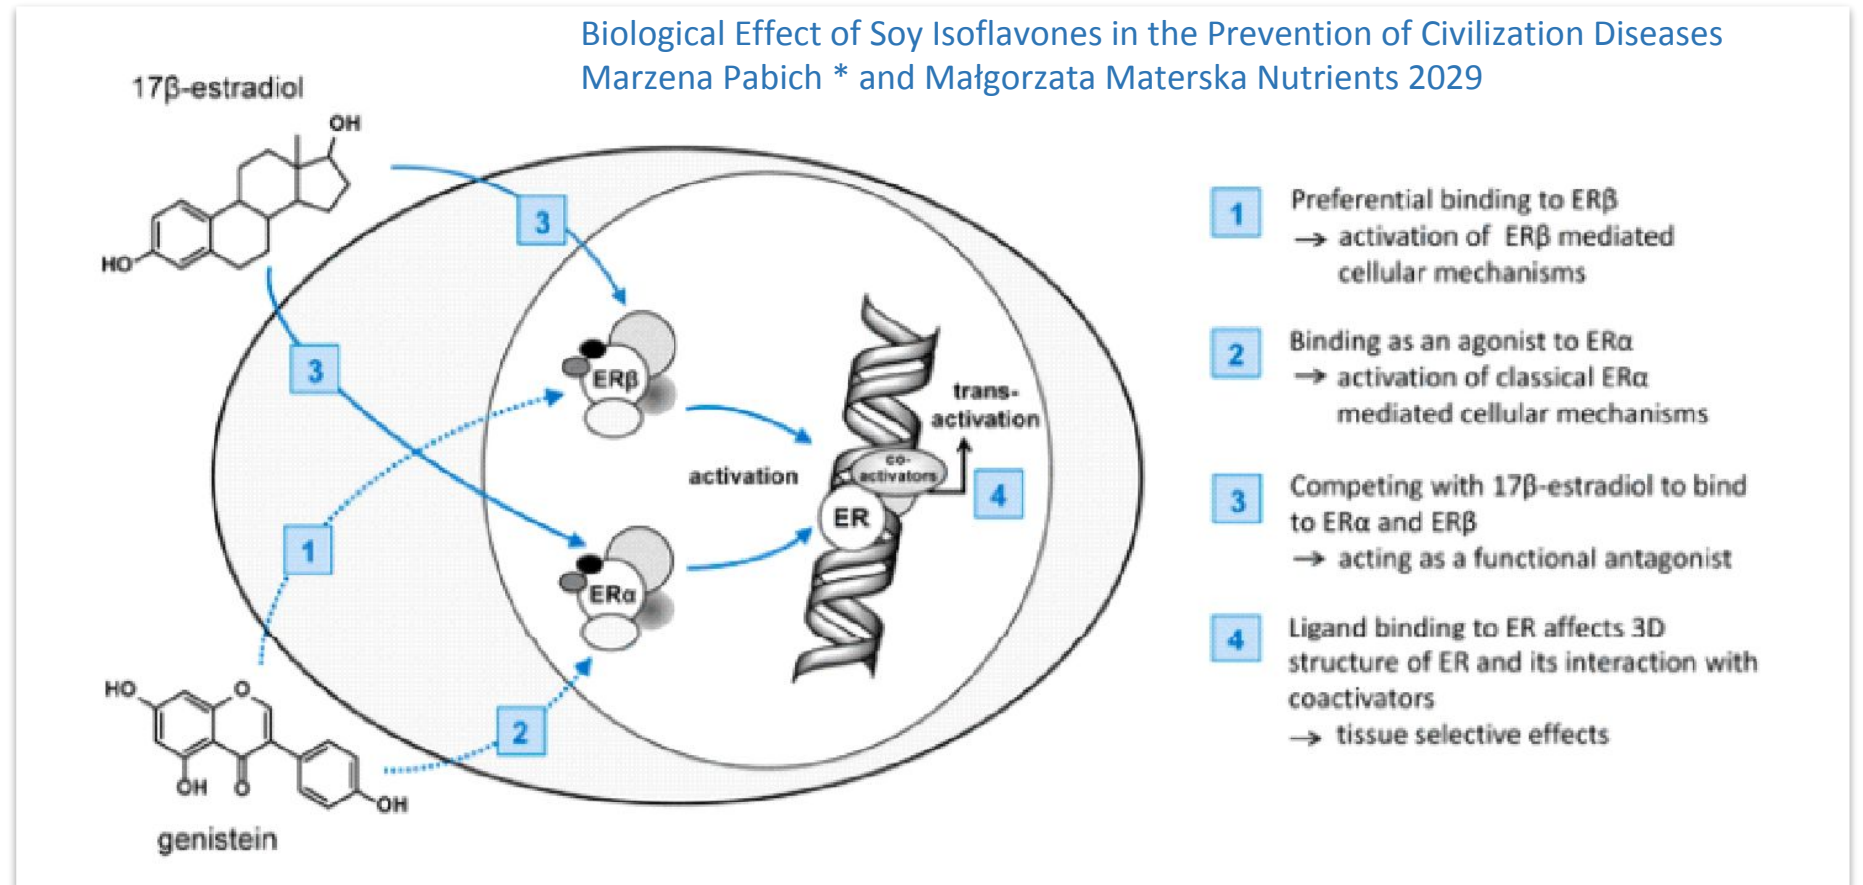 Biological Effect of Soy Isoflavones in the Prevention of Civilization Diseases
Marzena Pabich * and Małgorzata Materska Nutrients 2029
17β-estradiol
OH
HO
3
3
ERβ
1
activation
trans-
activation
co-
activators
4
ER
ERα
2
HO
O
OH
O
OH
genistein
1
Preferential binding to ERβ
→ activation of ERβ mediated
cellular mechanisms
2
Binding as an agonist to ERα
→ activation of classical ERα
mediated cellular mechanisms
3
Competing with 17β-estradiol to bind
to ERα and ERβ
→ acting as a functional antagonist
4
Ligand binding to ER affects 3D
structure of ER and its interaction with
coactivators
→ tissue selective effects